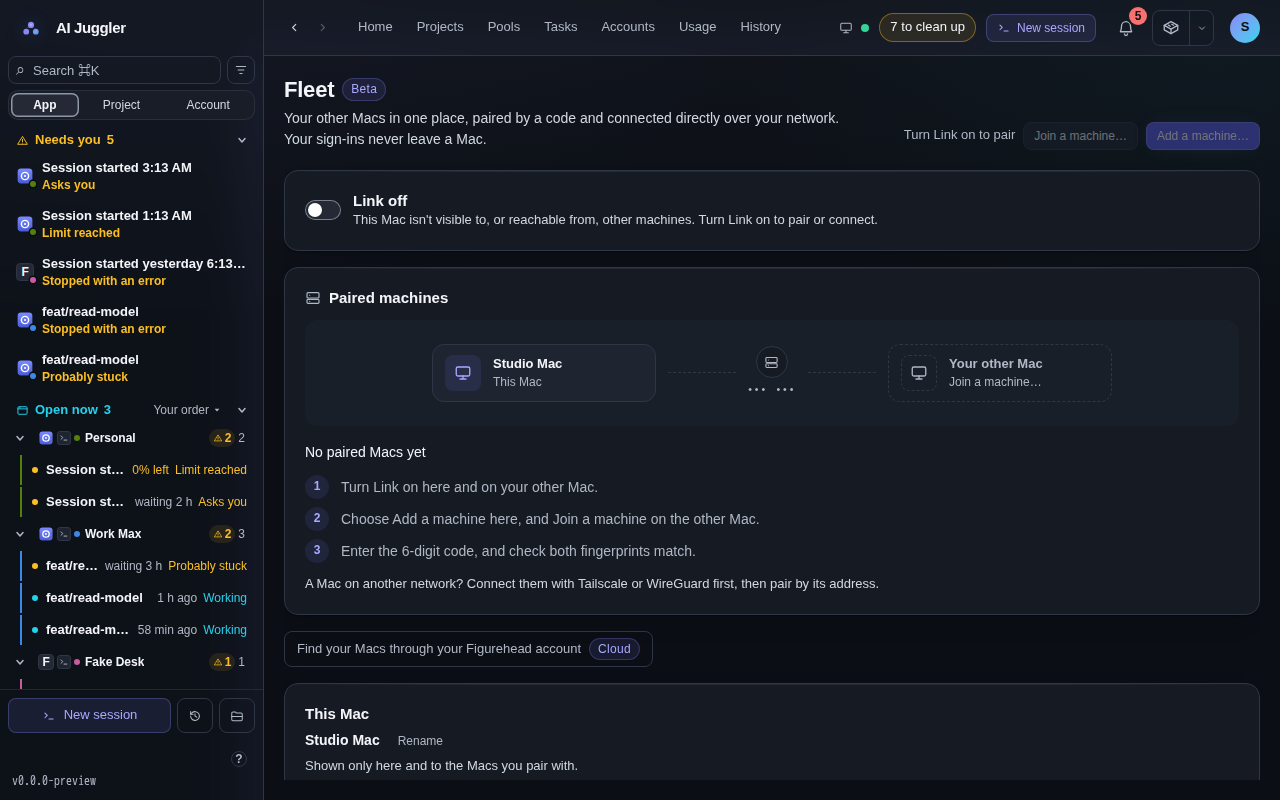 AI Juggler
Search ⌘K
App
Project
Account
Needs you 5
Session started 3:13 AM
Asks you
Session started 1:13 AM
Limit reached
F
Session started yesterday 6:13…
Stopped with an error
feat/read-model
Stopped with an error
feat/read-model
Probably stuck
Open now 3
Your order
Personal
2 2
Session st… 0% left Limit reached
Session st… waiting 2 h Asks you
Work Max
2 3
feat/re… waiting 3 h Probably stuck
feat/read-model 1 h ago Working
feat/read-m… 58 min ago Working
F
Fake Desk
1 1
New session
?
v0.0.0-preview
Home
Projects
Pools
Tasks
Accounts
Usage
History
7 to clean up
New session
5
S
Fleet
Beta
Your other Macs in one place, paired by a code and connected directly over your network.
Your sign-ins never leave a Mac.
Turn Link on to pair
Join a machine…
Add a machine…
Link off
This Mac isn't visible to, or reachable from, other machines. Turn Link on to pair or connect.
Paired machines
Studio Mac
This Mac
••• •••
Your other Mac
Join a machine…
No paired Macs yet
1 Turn Link on here and on your other Mac.
2 Choose Add a machine here, and Join a machine on the other Mac.
3 Enter the 6-digit code, and check both fingerprints match.
A Mac on another network? Connect them with Tailscale or WireGuard first, then pair by its address.
Find your Macs through your Figurehead account
Cloud
This Mac
Studio Mac
Rename
Shown only here and to the Macs you pair with.